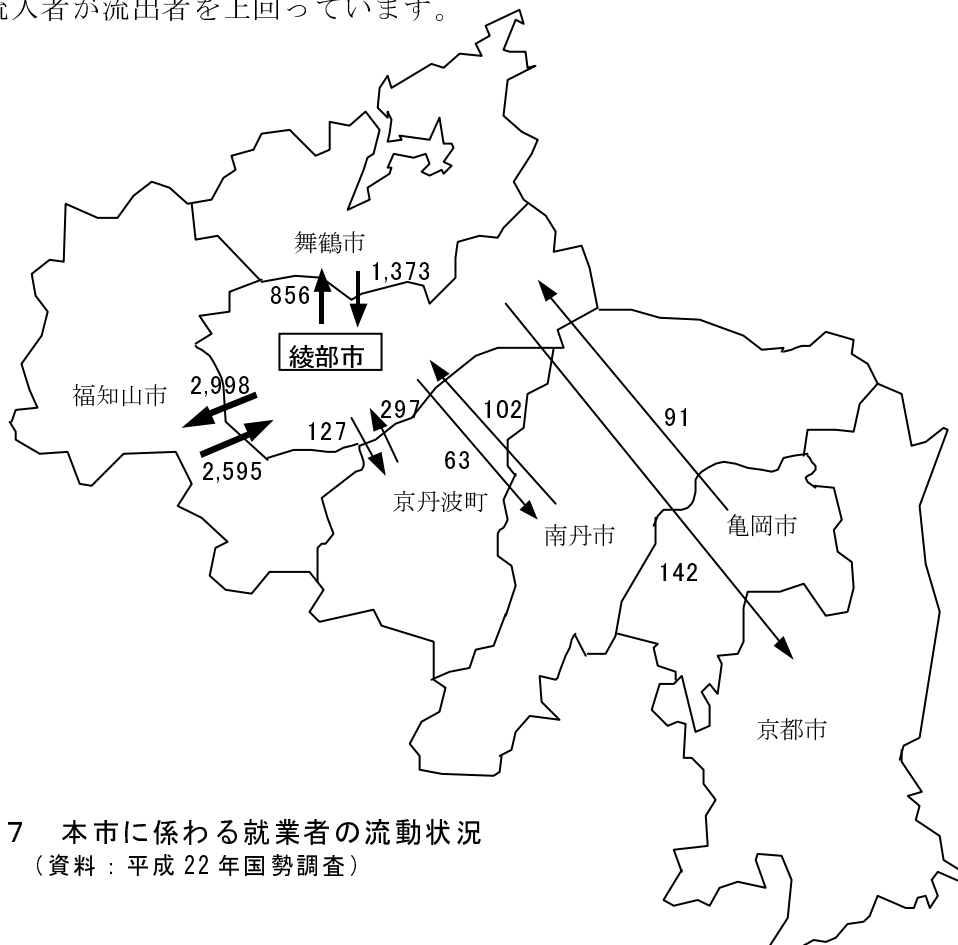 流入者が流出者を上回っています。
舞鶴市
1,373
856
綾部市
福知山市
2,998
2,595
127
297
102
63
91
京丹波町
南丹市
亀岡市
142
京都市
7 本市に係わる就業者の流動状況
（資料：平成22年国勢調査）